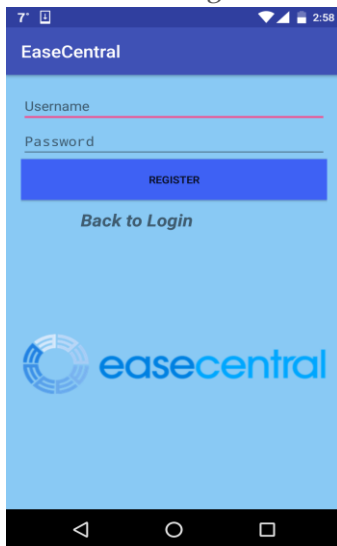 7° 2:58
EaseCentral
Username
Password
REGISTER
Back to Login
easecentral